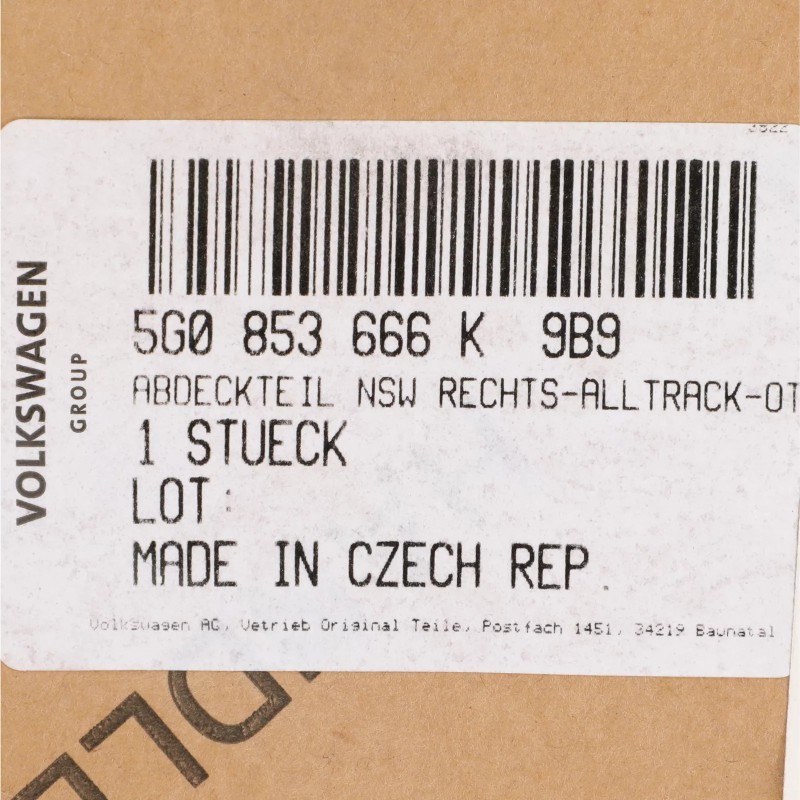 VOLKSWAGEN
GROUP
5G0 853 666 K 9B9
ABDECKTEIL NSW RECHTS-ALLTRACK-OT
1 STUECK
LOT:
MADE IN CZECH REP.
Volkswagen AG, Vetrieb Original Teile, Postfach 1451, 34219 Baunatal